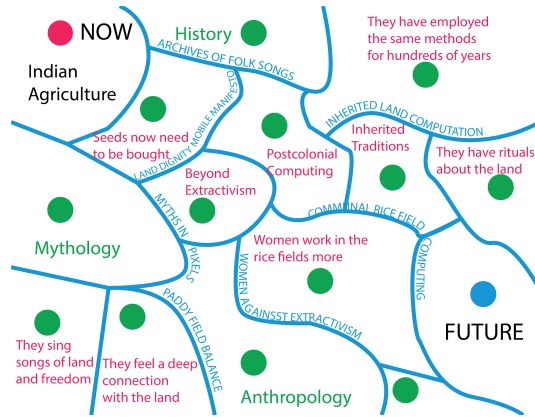 NOW
Indian
Agriculture
History
ARCHIVES OF FOLK SONGS
They have employed
the same methods
for hundreds of years
Seeds now need
to be bought
LAND DIGNITY MOBILE MANIFESTO
Postcolonial
Computing
INHERITED LAND COMPUTATION
Inherited
Traditions
They have rituals
about the land
Beyond
Extractivism
MYTHS IN PIXELS
COMMUNAL RICE FIELD COMPUTING
Mythology
Women work in the
rice fields more
WOMEN AGAINSST EXTRACTIVISM
PADDY FIELD BALANCE
FUTURE
They sing
songs of land
and freedom
They feel a deep
connection
with the land
Anthropology